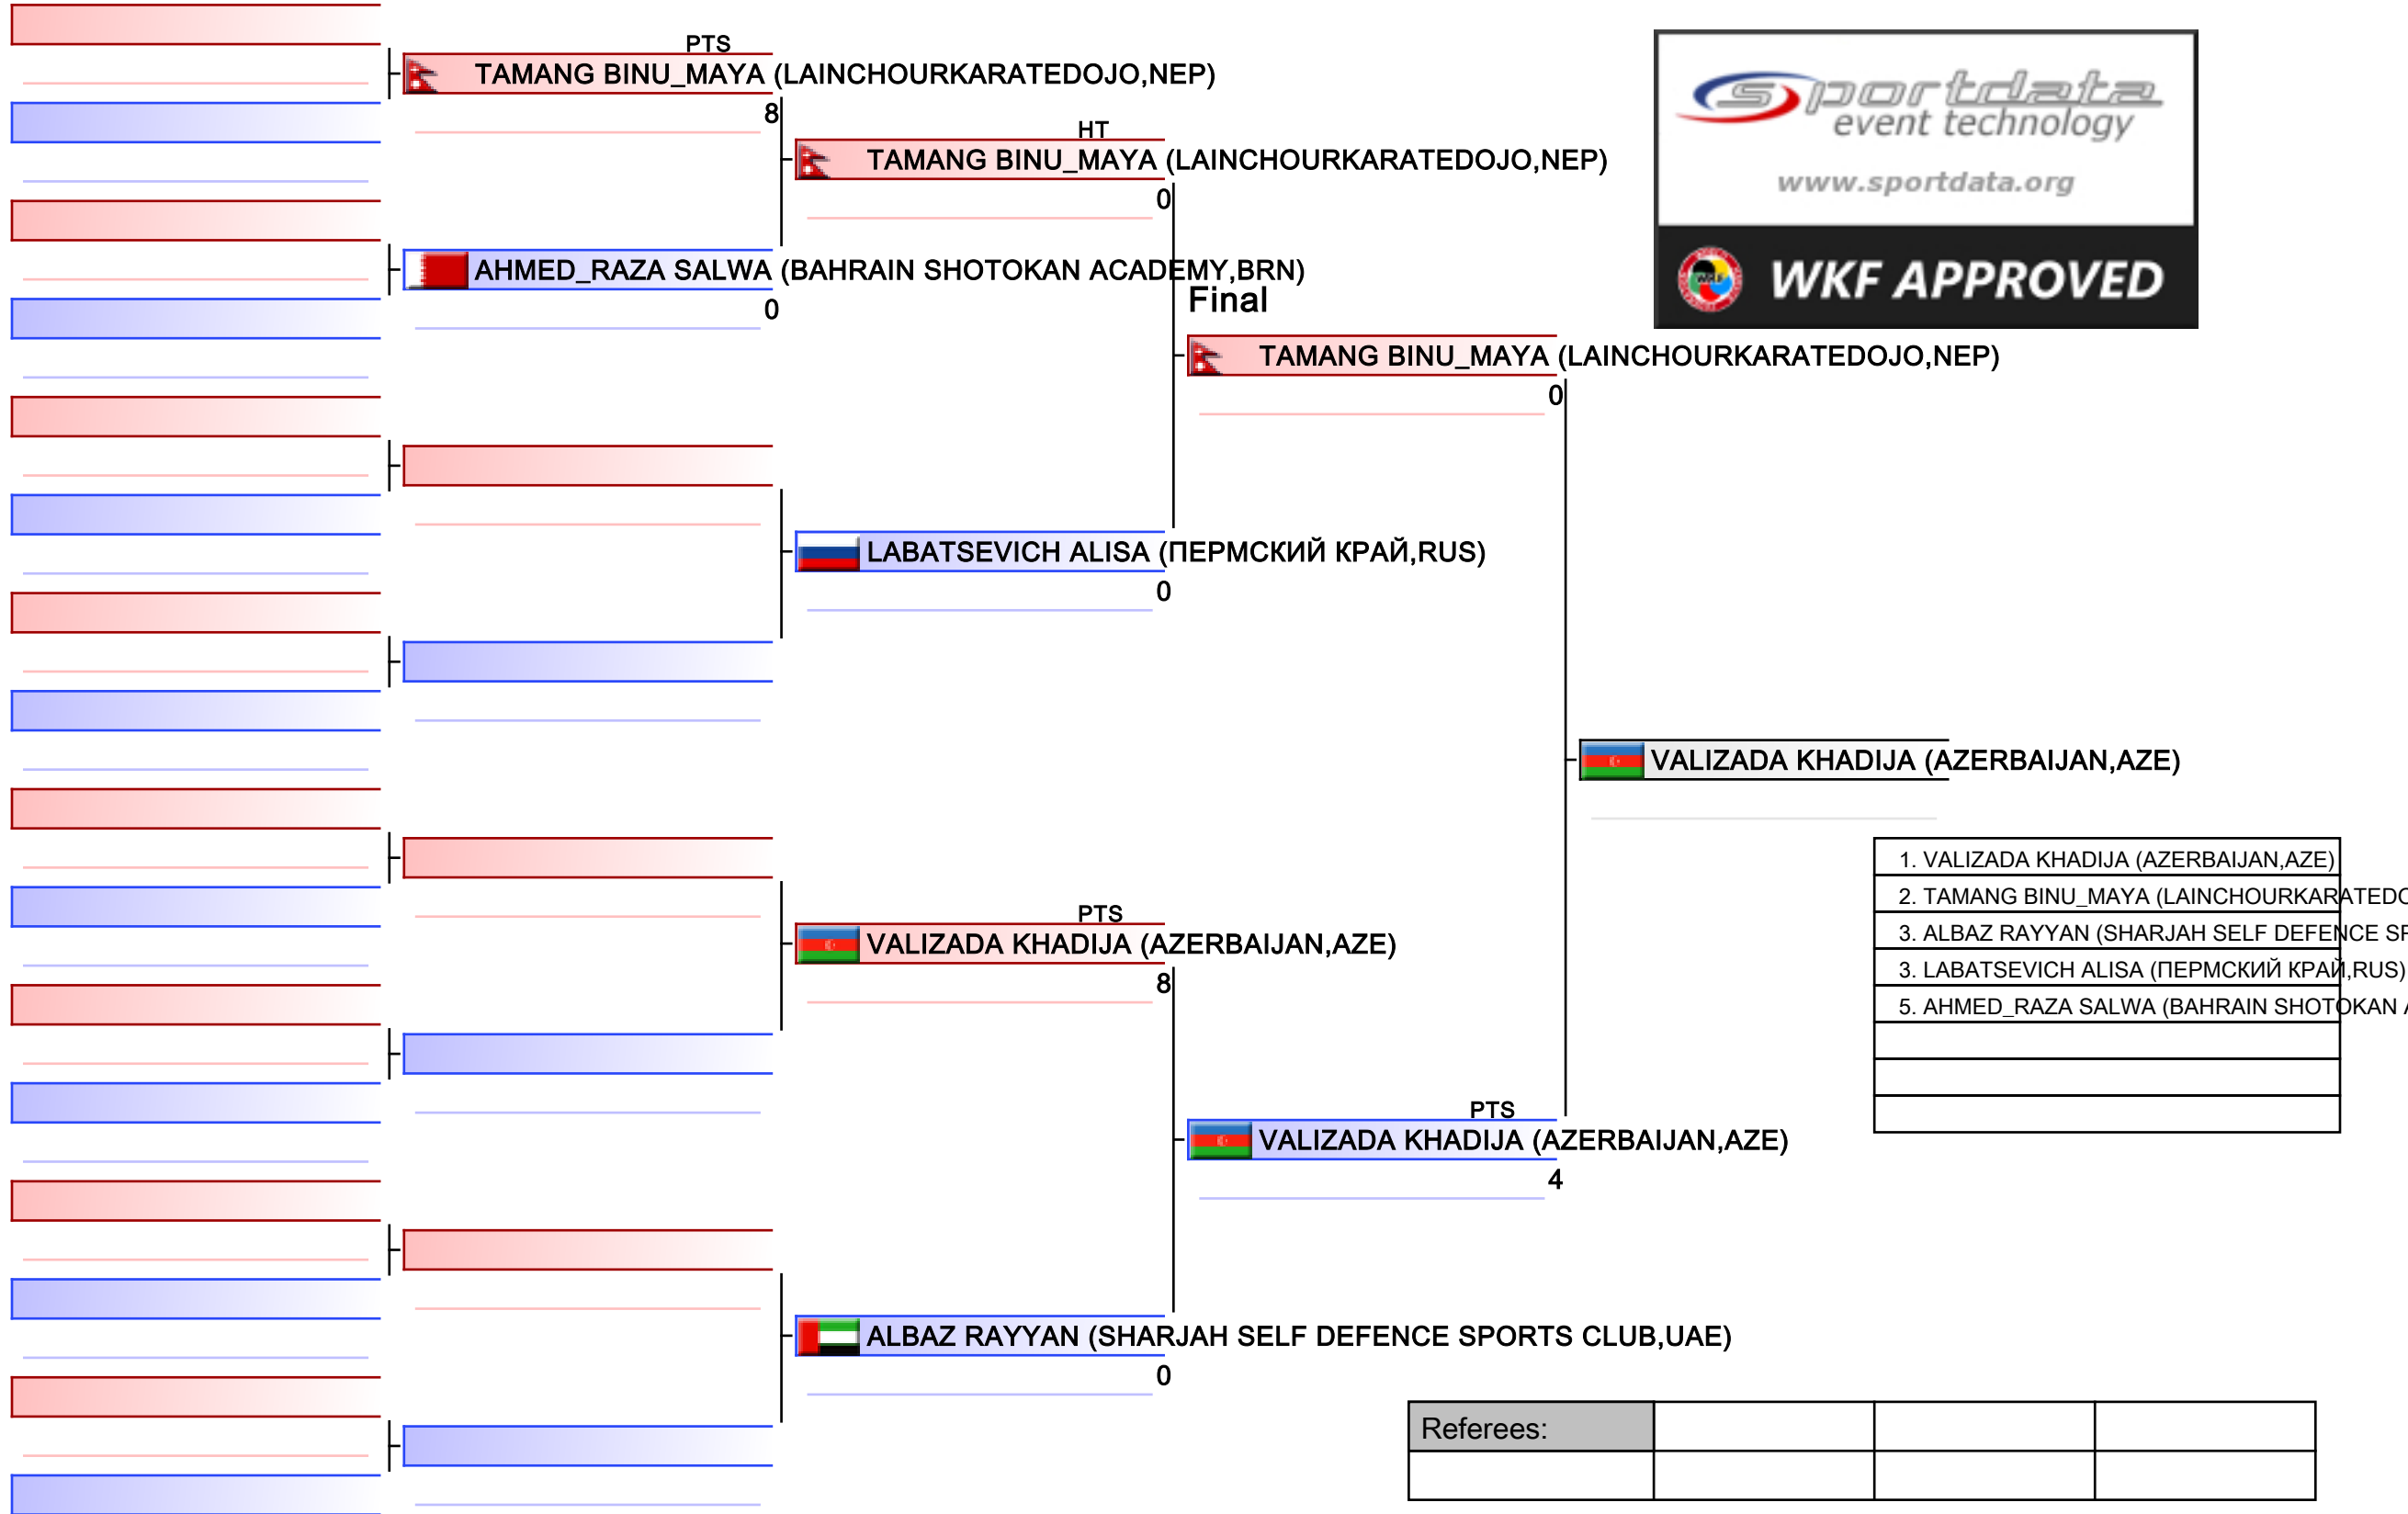 PTS
TAMANG BINU_MAYA (LAINCHOURKARATEDOJO,NEP)
8
HT
TAMANG BINU_MAYA (LAINCHOURKARATEDOJO,NEP)
0
AHMED_RAZA SALWA (BAHRAIN SHOTOKAN ACADEMY,BRN)
0
Final
TAMANG BINU_MAYA (LAINCHOURKARATEDOJO,NEP)
0
LABATSEVICH ALISA (ПЕРМСКИЙ КРАЙ,RUS)
0
VALIZADA KHADIJA (AZERBAIJAN,AZE)
PTS
VALIZADA KHADIJA (AZERBAIJAN,AZE)
8
PTS
VALIZADA KHADIJA (AZERBAIJAN,AZE)
4
ALBAZ RAYYAN (SHARJAH SELF DEFENCE SPORTS CLUB,UAE)
0
sportdata
event technology
www.sportdata.org
WKF APPROVED
1. VALIZADA KHADIJA (AZERBAIJAN,AZE)
2. TAMANG BINU_MAYA (LAINCHOURKARATEDO
3. ALBAZ RAYYAN (SHARJAH SELF DEFENCE SP
3. LABATSEVICH ALISA (ПЕРМСКИЙ КРАЙ,RUS)
5. AHMED_RAZA SALWA (BAHRAIN SHOTOKAN A
Referees: